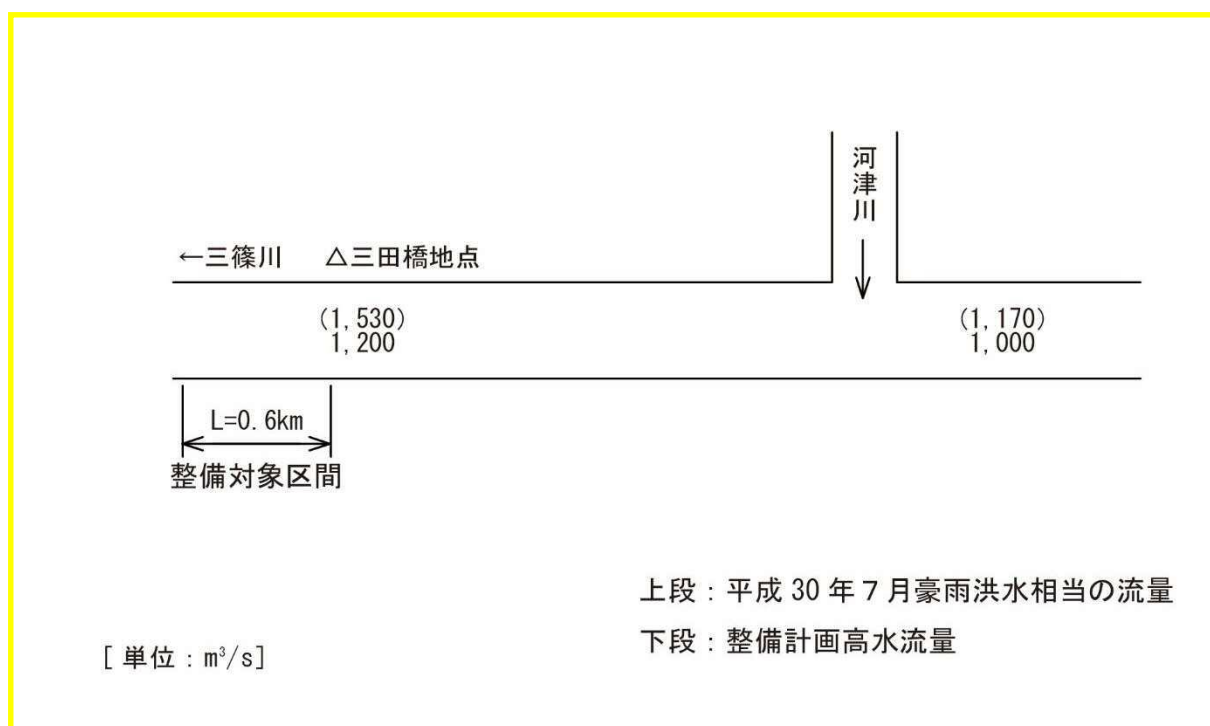 河津川
←三篠川 △三田橋地点
(1,530)
1,200
(1,170)
1,000
L=0.6km
整備対象区間
上段：平成30年7月豪雨洪水相当の流量
下段：整備計画高水流量
[単位：m³/s]